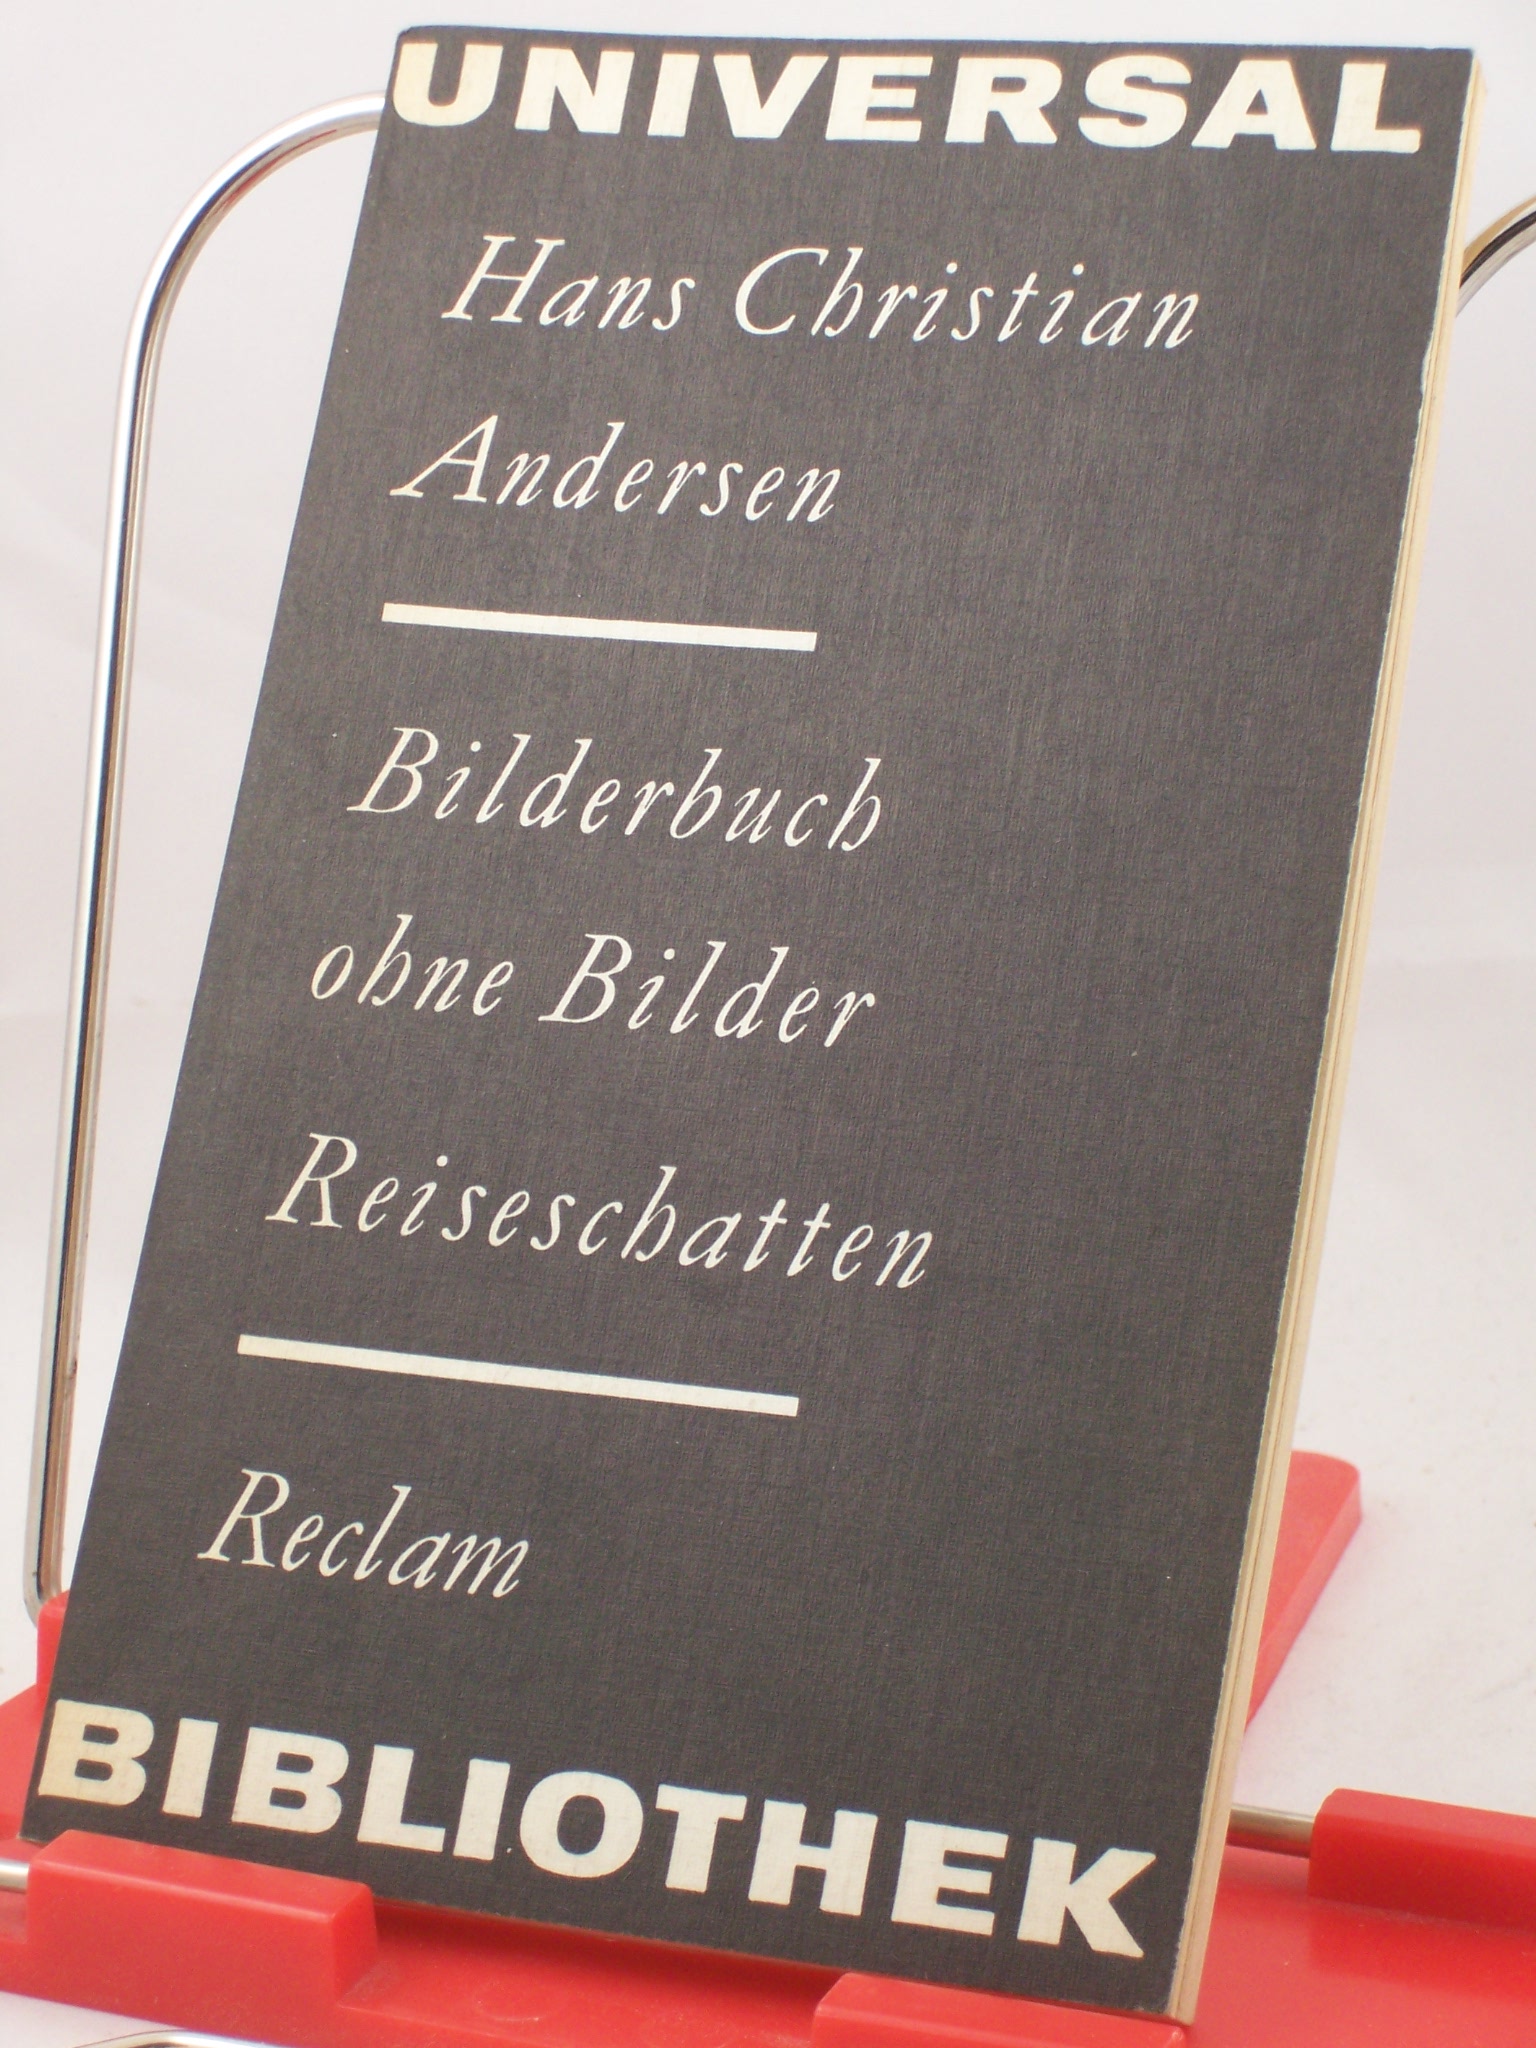 UNIVERSAL
Hans Christian
Andersen
Bilderbuch
ohne Bilder
Reiseschatten
Reclam
BIBLIOTHEK